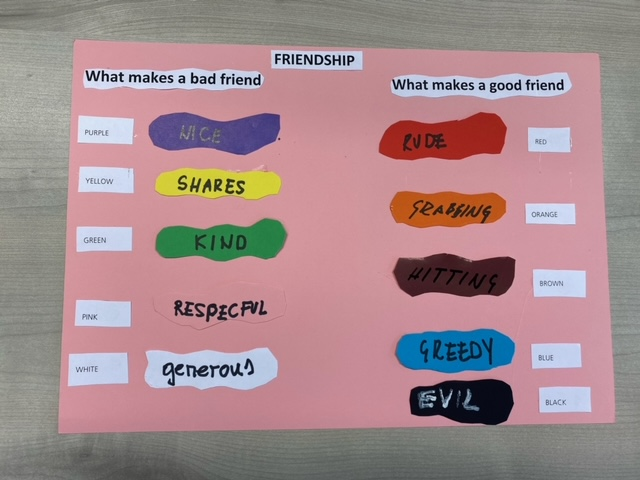 FRIENDSHIP
What makes a bad friend
What makes a good friend
PURPLE
NICE
RUDE
RED
YELLOW
SHARES
GRABBING
ORANGE
GREEN
KIND
HITTING
BROWN
PINK
RESPECFUL
GREEDY
BLUE
WHITE
generous
EVIL
BLACK